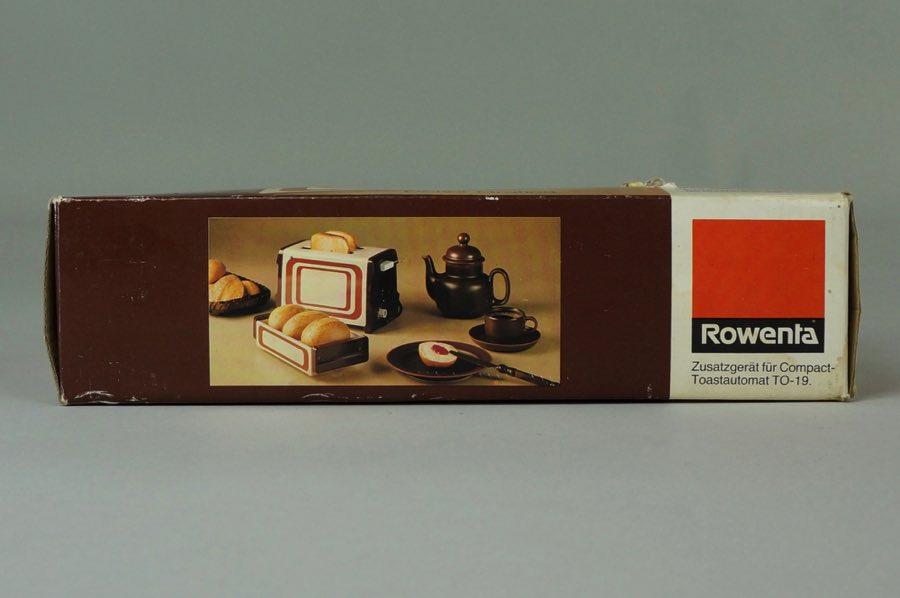 Rowenta
Zusatzgerät für Compact-
Toastautomat TO-19.